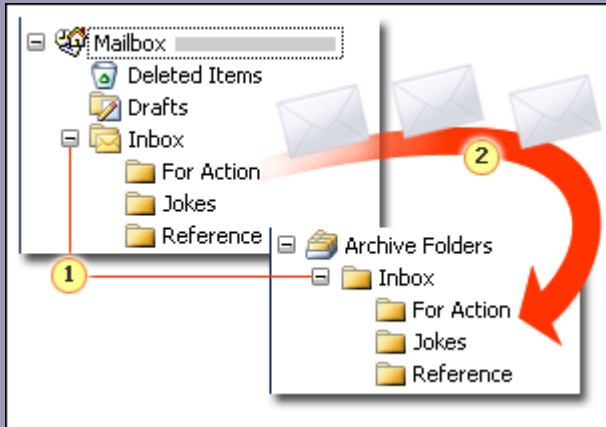 Mailbox
Deleted Items
Drafts
Inbox
For Action
Jokes
Reference
2
1
Archive Folders
Inbox
For Action
Jokes
Reference